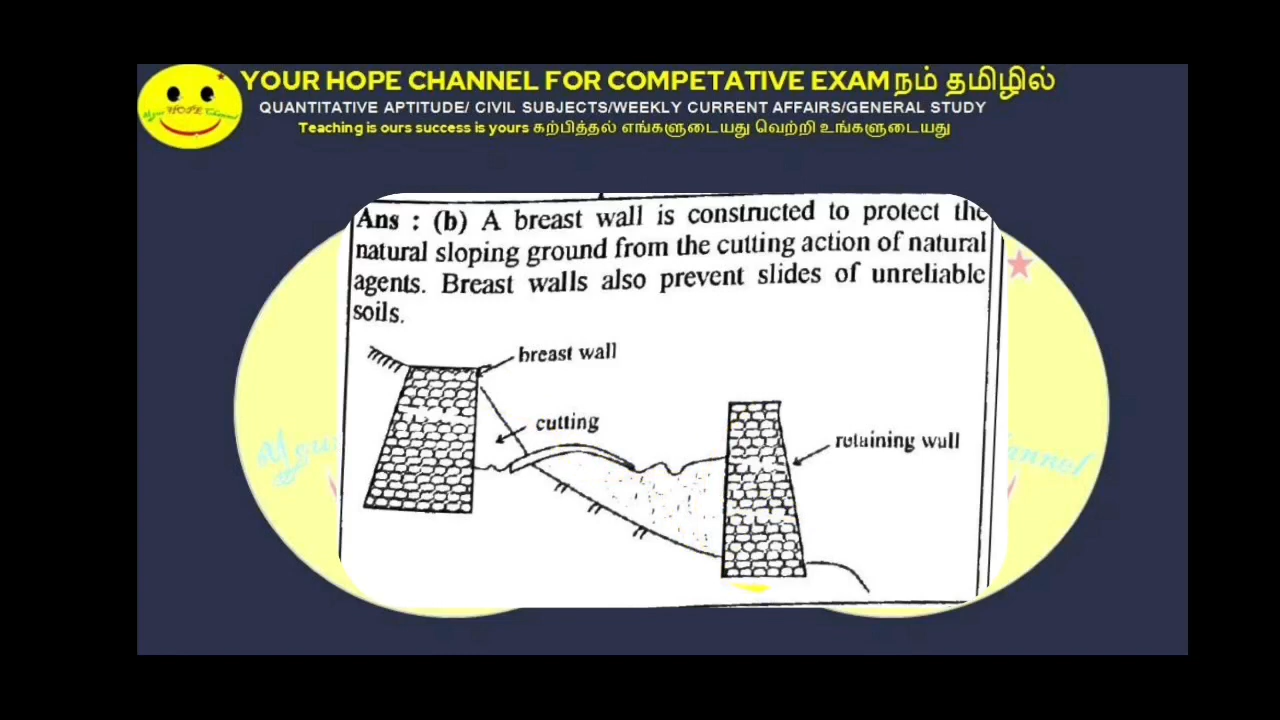 YOUR HOPE CHANNEL FOR COMPETATIVE EXAM நம் தமிழில்
QUANTITATIVE APTITUDE/ CIVIL SUBJECTS/WEEKLY CURRENT AFFAIRS/GENERAL STUDY
Teaching is ours success is yours கற்பித்தல் எங்களுடையது வெற்றி உங்களுடையது
Your HOPE Channel
Ans : (b) A breast wall is constructed to protect the
natural sloping ground from the cutting action of natural
agents. Breast walls also prevent slides of unreliable
soils.
breast wall
cutting
retaining wall